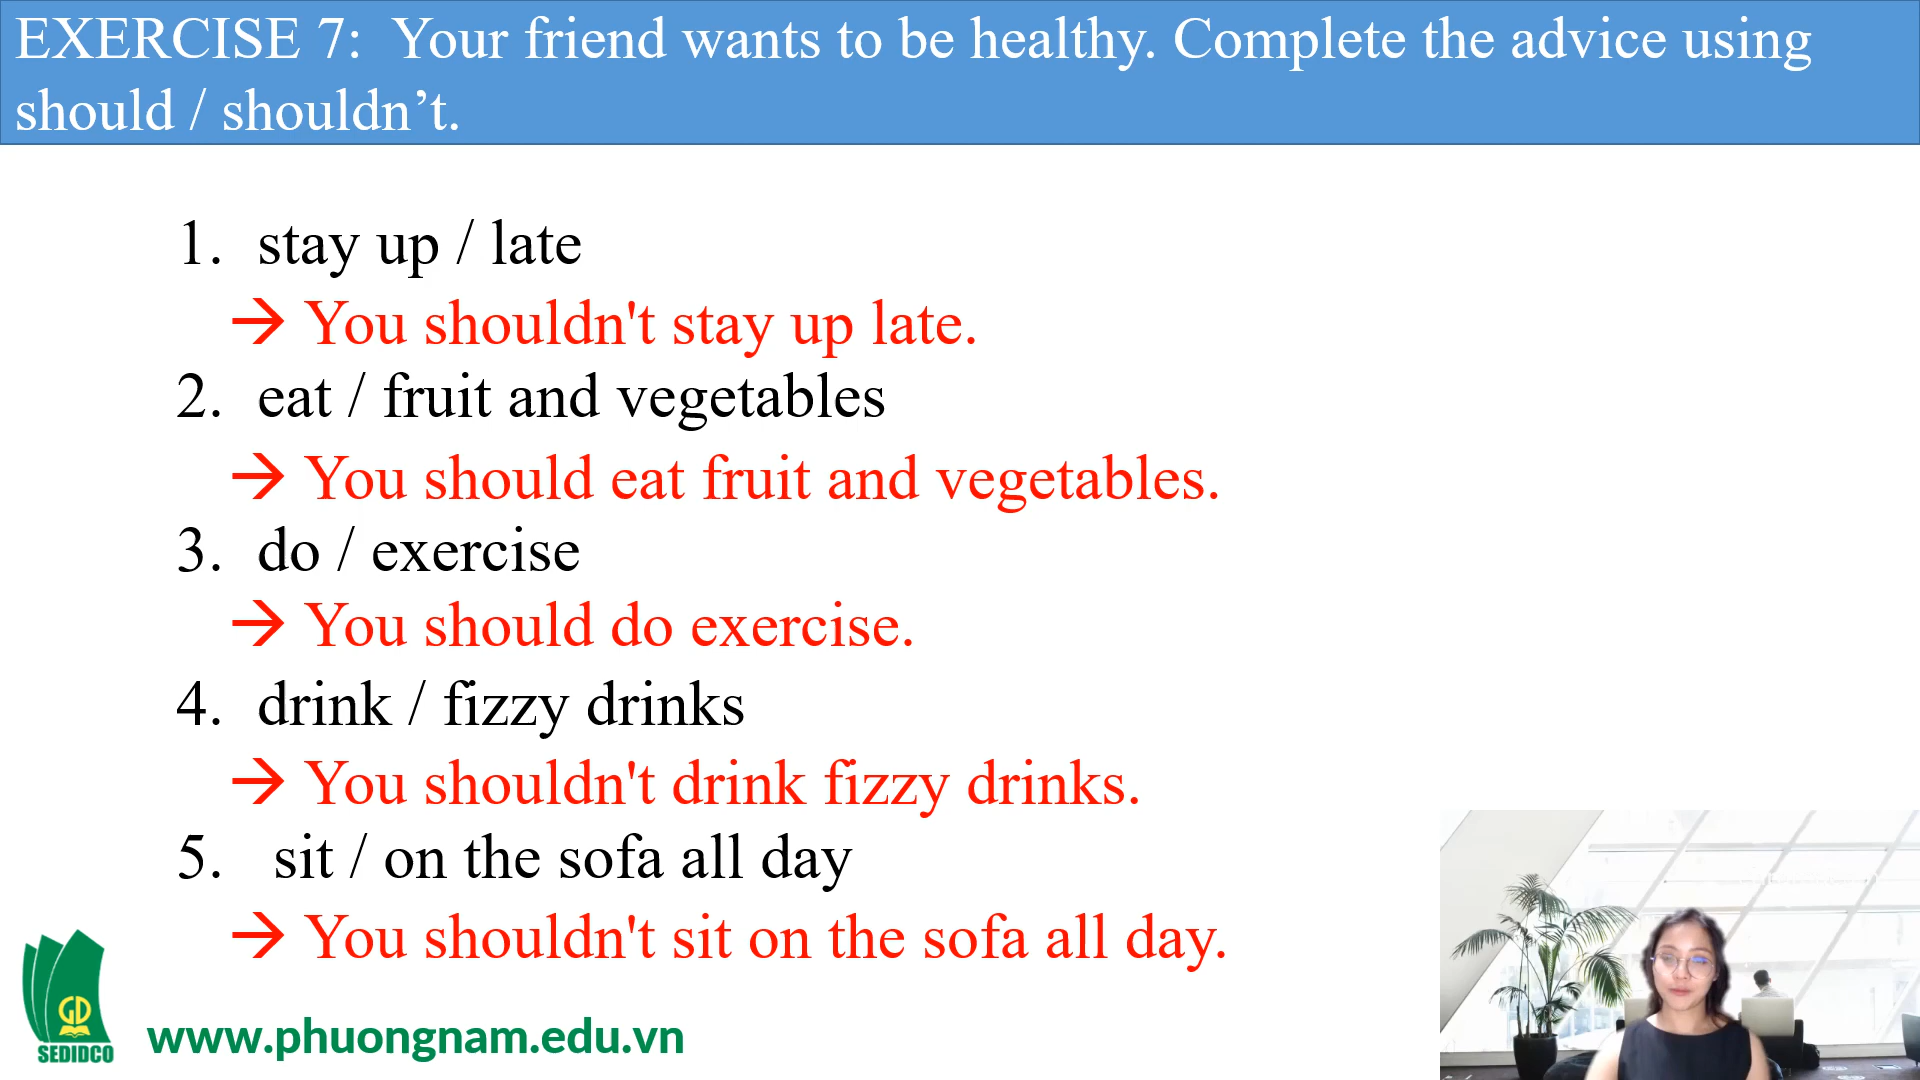 EXERCISE 7:  Your friend wants to be healthy. Complete the advice using
should / shouldn’t.
1. stay up / late
→ You shouldn't stay up late.
2. eat / fruit and vegetables
→ You should eat fruit and vegetables.
3. do / exercise
→ You should do exercise.
4. drink / fizzy drinks
→ You shouldn't drink fizzy drinks.
5. sit / on the sofa all day
→ You shouldn't sit on the sofa all day.
GD
SEDIDCO
www.phuongnam.edu.vn